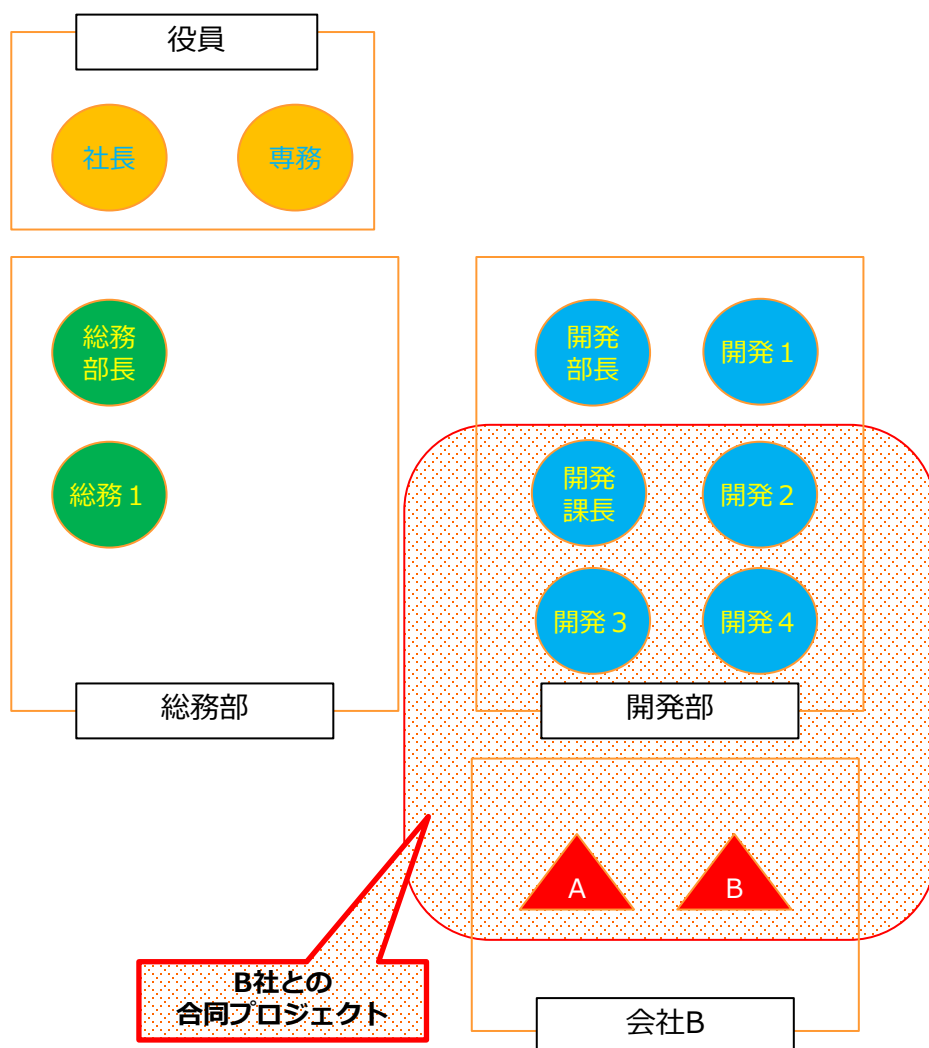 役員
社長
専務
総務
部長
開発
部長
開発１
総務１
開発
課長
開発２
開発３
開発４
総務部
開発部
A
B
B社との
合同プロジェクト
会社B